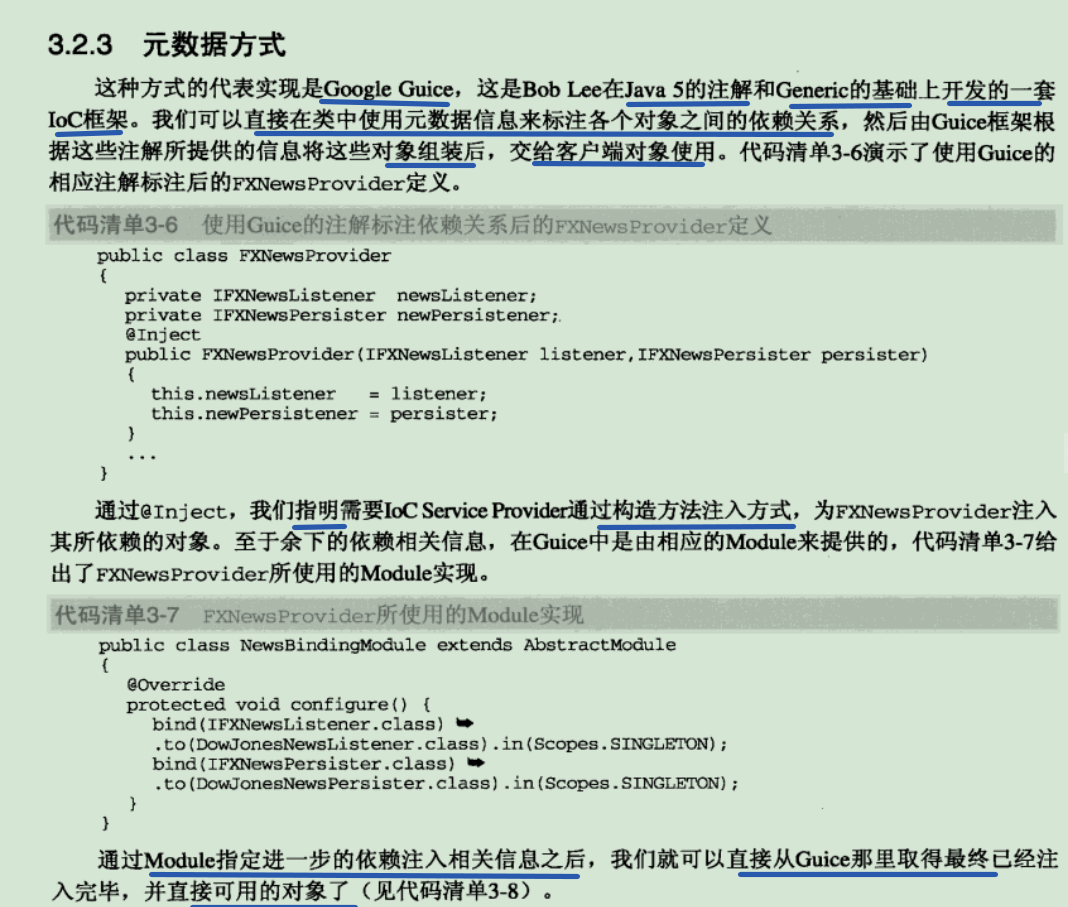 3.2.3 元数据方式
这种方式的代表实现是Google Guice，这是Bob Lee在Java 5的注解和Generic的基础上开发的一套
IoC框架。我们可以直接在类中使用元数据信息来标注各个对象之间的依赖关系，然后由Guice框架根
据这些注解所提供的信息将这些对象组装后，交给客户端对象使用。代码清单3-6演示了使用Guice的
相应注解标注后的FXNewsProvider定义。
代码清单3-6 使用Guice的注解标注依赖关系后的FXNewsProvider定义
public class FXNewsProvider
{
private IFXNewsListener newsListener;
private IFXNewsPersister newPersistener;
@Inject
public FXNewsProvider(IFXNewsListener listener,IFXNewsPersister persister)
{
this.newsListener = listener;
this.newPersistener = persister;
}
...
}
通过@Inject，我们指明需要IoC Service Provider通过构造方法注入方式，为FXNewsProvider注入
其所依赖的对象。至于余下的依赖相关信息，在Guice中是由相应的Module来提供的，代码清单3-7给
出了FXNewsProvider所使用的Module实现。
代码清单3-7 FXNewsProvider所使用的Module实现
public class NewsBindingModule extends AbstractModule
{
@Override
protected void configure() {
bind(IFXNewsListener.class) ➥
.to(DowJonesNewsListener.class).in(Scopes.SINGLETON);
bind(IFXNewsPersister.class) ➥
.to(DowJonesNewsPersister.class).in(Scopes.SINGLETON);
}
}
通过Module指定进一步的依赖注入相关信息之后，我们就可以直接从Guice那里取得最终已经注
入完毕，并直接可用的对象了（见代码清单3-8）。